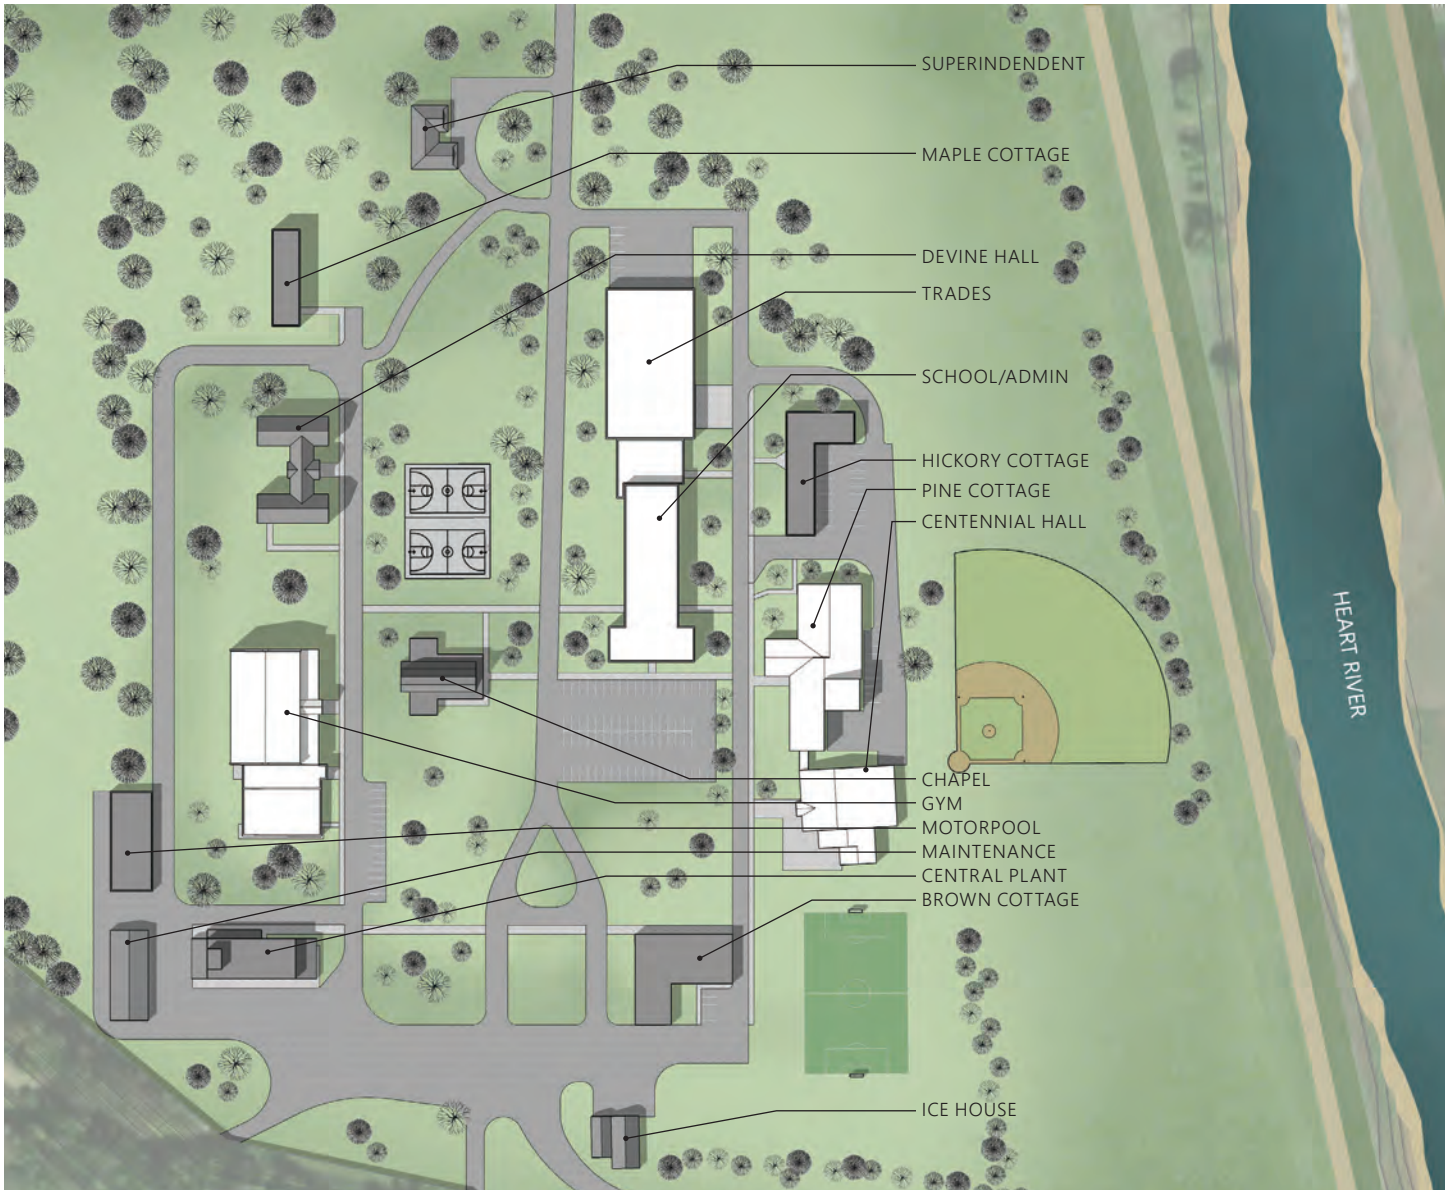 SUPERINDENDENT
MAPLE COTTAGE
DEVINE HALL
TRADES
SCHOOL/ADMIN
HICKORY COTTAGE
PINE COTTAGE
CENTENNIAL HALL
HEART RIVER
CHAPEL
GYM
MOTORPOOL
MAINTENANCE
CENTRAL PLANT
BROWN COTTAGE
ICE HOUSE